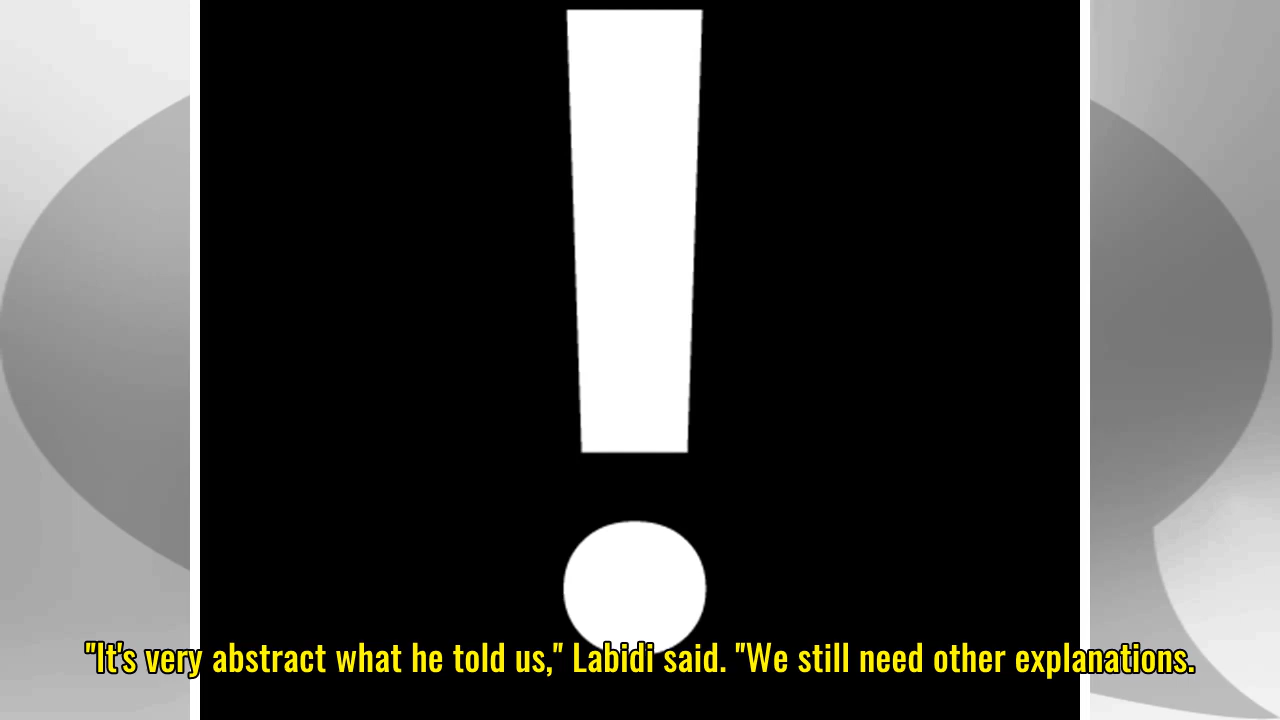 !
"It's very abstract what he told us," Labidi said. "We still need other explanations.